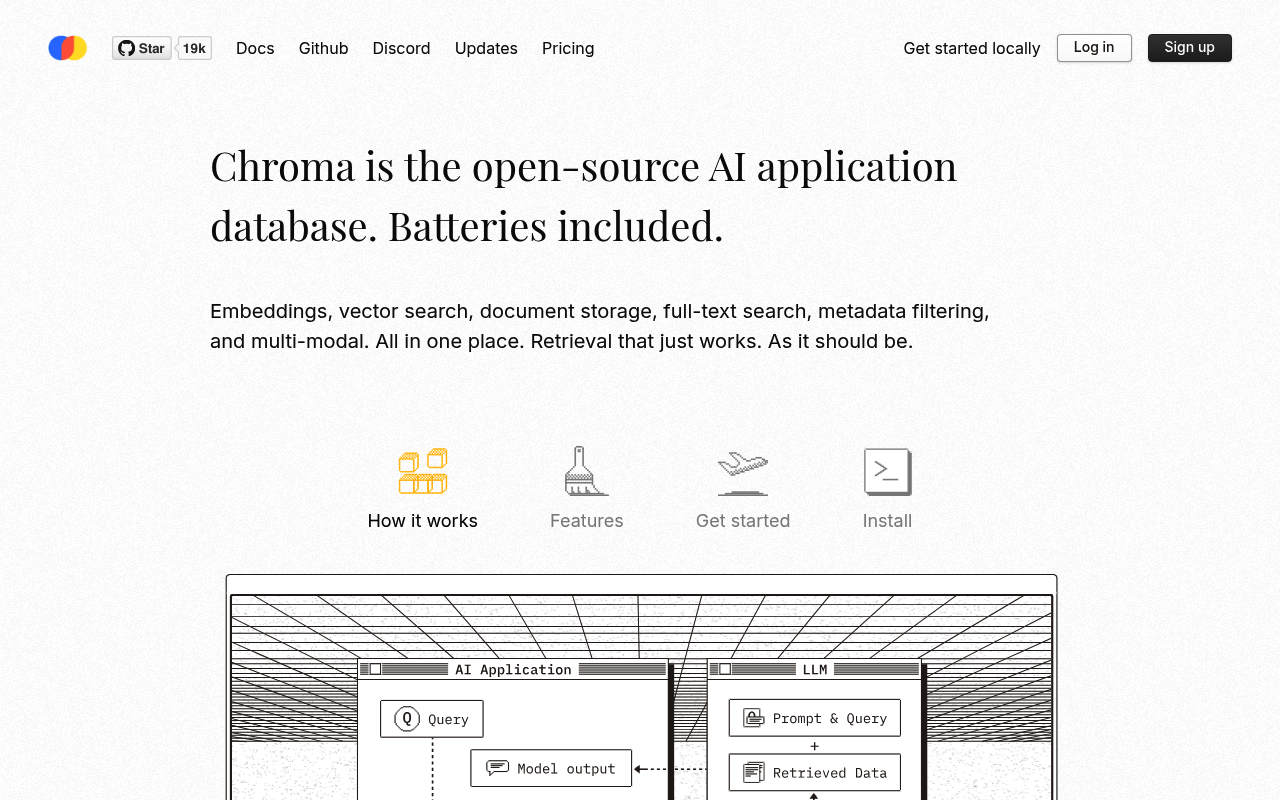 Star 19k Docs Github Discord Updates Pricing Get started locally Log in Sign up
Chroma is the open-source AI application
database. Batteries included.
Embeddings, vector search, document storage, full-text search, metadata filtering,
and multi-modal. All in one place. Retrieval that just works. As it should be.
How it works Features Get started Install
AI Application
LLM
Q Query
Prompt & Query
+
Model output
Retrieved Data